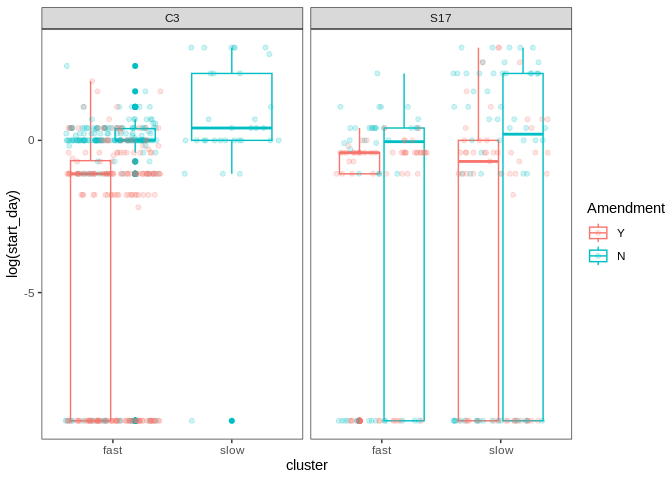 C3 S17
0
-5
log(start_day)
fast slow fast slow
cluster
Amendment
Y
N